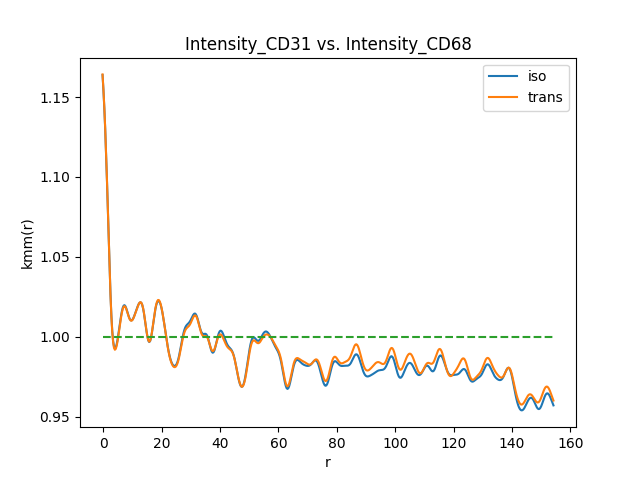 Intensity_CD31 vs. Intensity_CD68
iso
trans
1.15
1.10
1.05
1.00
0.95
kmm(r)
0 20 40 60 80 100 120 140 160
r